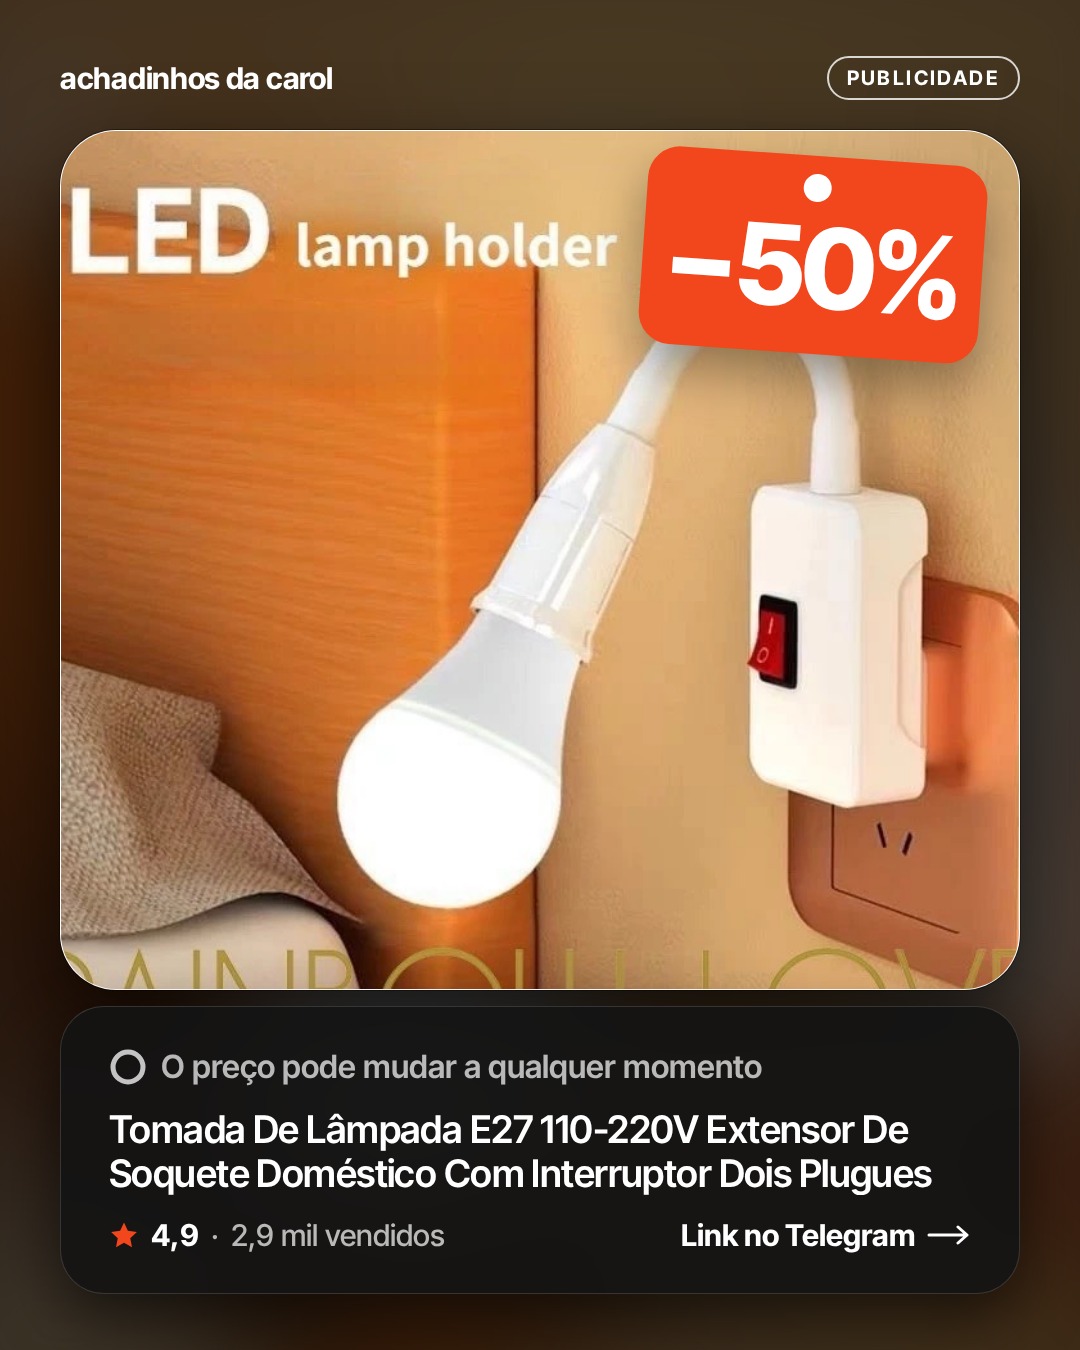 achadinhos da carol
PUBLICIDADE
LED lamp holder
−50%
O preço pode mudar a qualquer momento
Tomada De Lâmpada E27 110-220V Extensor De
Soquete Doméstico Com Interruptor Dois Plugues
4,9 · 2,9 mil vendidos
Link no Telegram →